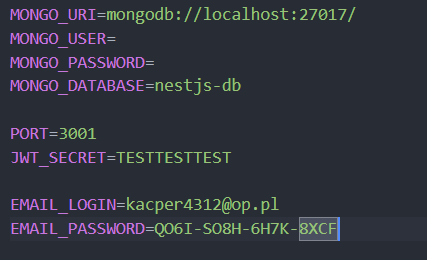 MONGO_URI=mongodb://localhost:27017/
MONGO_USER=
MONGO_PASSWORD=
MONGO_DATABASE=nestjs-db
PORT=3001
JWT_SECRET=TESTTESTTEST
EMAIL_LOGIN=kacper4312@op.pl
EMAIL_PASSWORD=QO6I-SO8H-6H7K-8XCF